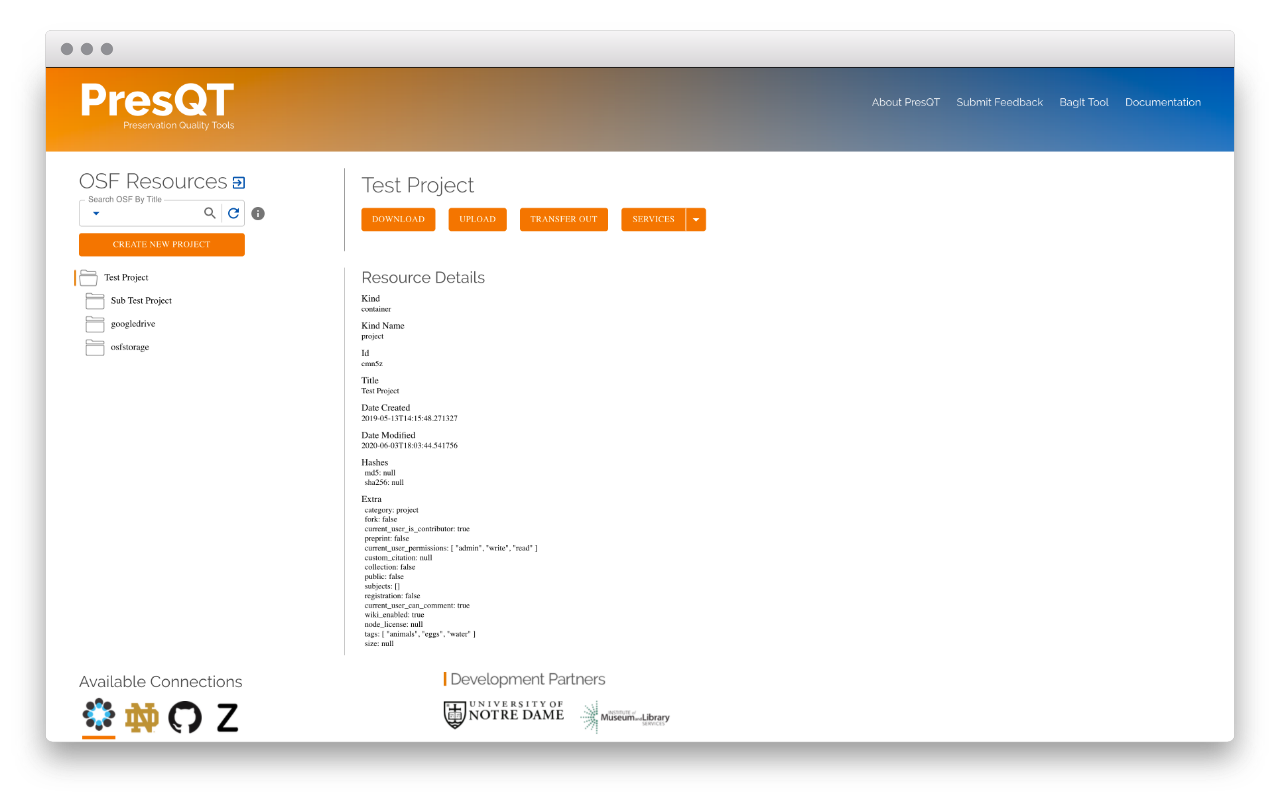 PresQT
Preservation Quality Tools
About PresQT
Submit Feedback
BagIt Tool
Documentation
OSF Resources
Search OSF By Title
CREATE NEW PROJECT
Test Project
Sub Test Project
googledrive
osfstorage
Test Project
DOWNLOAD
UPLOAD
TRANSFER OUT
SERVICES
Resource Details
Kind
container
Kind Name
project
Id
cmn5z
Title
Test Project
Date Created
2019-05-13T14:15:48.271327
Date Modified
2020-06-03T18:03:44.541756
Hashes
md5: null
sha256: null
Extra
category: project
fork: false
current_user_is_contributor: true
preprint: false
current_user_permissions: [ "admin", "write", "read" ]
custom_citation: null
collection: false
public: false
subjects: []
registration: false
current_user_can_comment: true
wiki_enabled: true
node_license: null
tags: [ "animals", "eggs", "water" ]
size: null
Available Connections
ND
Z
Development Partners
UNIVERSITY OF
NOTRE DAME
INSTITUTE of
Museum and Library
SERVICES